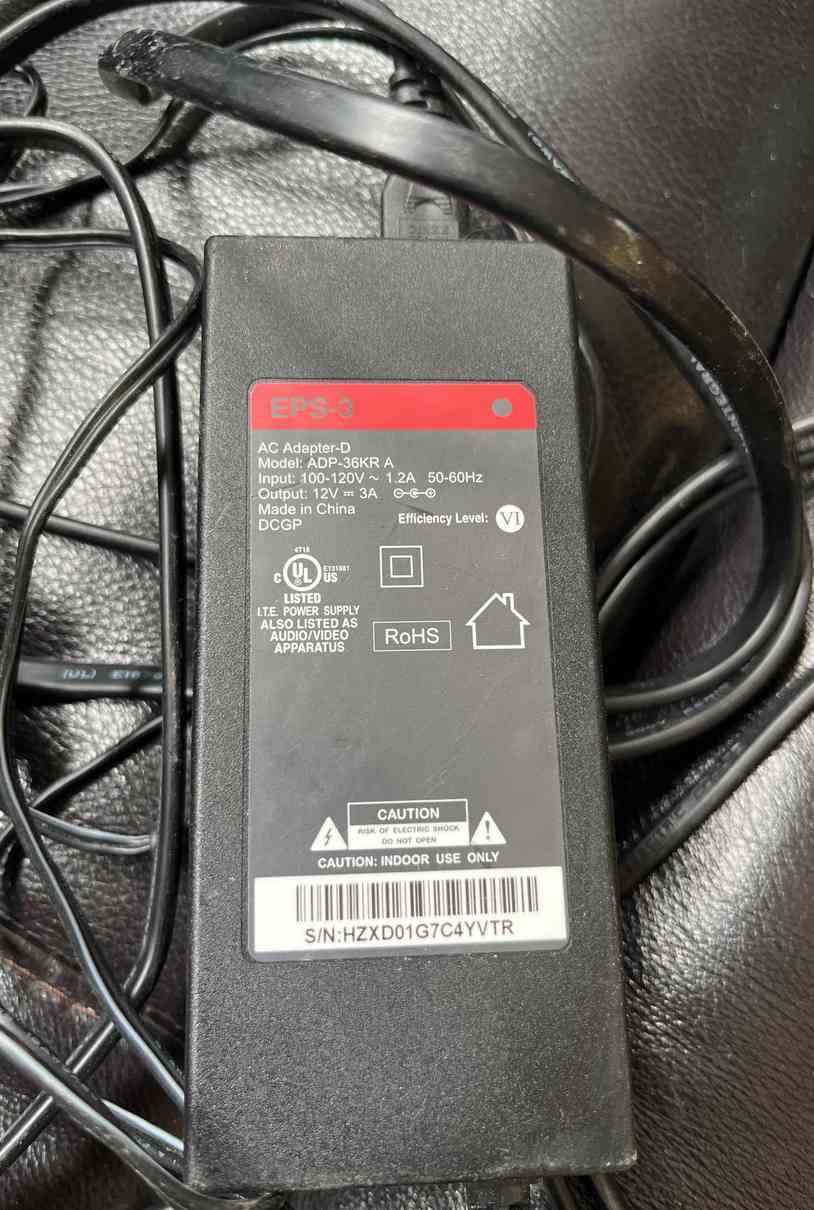 EPS-3
AC Adapter-D
Model: ADP-36KR A
Input: 100-120V ~ 1.2A 50-60Hz
Output: 12V ⎓ 3A
Made in China
DCGP
Efficiency Level: VI
4718
C UL US E131881
LISTED
I.T.E. POWER SUPPLY
ALSO LISTED AS
AUDIO/VIDEO
APPARATUS
RoHS
CAUTION
RISK OF ELECTRIC SHOCK
DO NOT OPEN
CAUTION: INDOOR USE ONLY
S/N:HZXD01G7C4YVTR